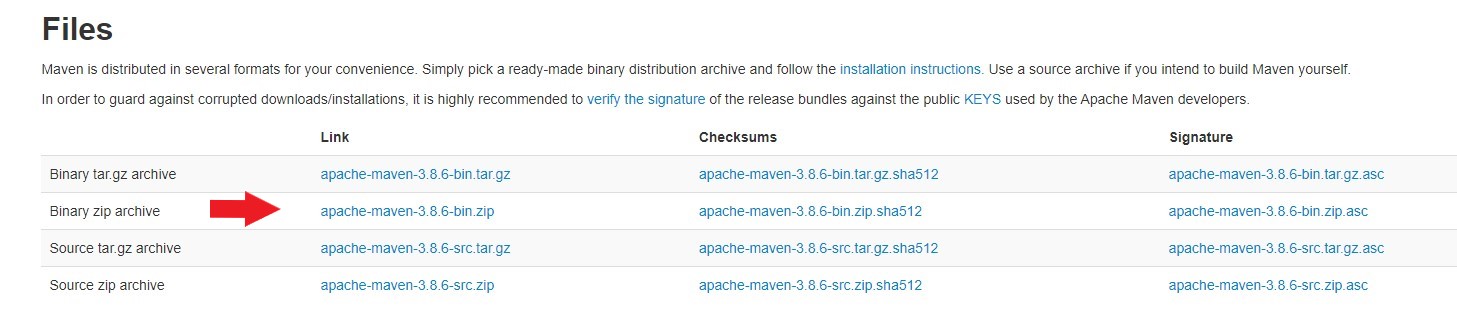 Files
Maven is distributed in several formats for your convenience. Simply pick a ready-made binary distribution archive and follow the installation instructions. Use a source archive if you intend to build Maven yourself.
In order to guard against corrupted downloads/installations, it is highly recommended to verify the signature of the release bundles against the public KEYS used by the Apache Maven developers.
Link Checksums Signature
Binary tar.gz archive apache-maven-3.8.6-bin.tar.gz apache-maven-3.8.6-bin.tar.gz.sha512 apache-maven-3.8.6-bin.tar.gz.asc
Binary zip archive apache-maven-3.8.6-bin.zip apache-maven-3.8.6-bin.zip.sha512 apache-maven-3.8.6-bin.zip.asc
Source tar.gz archive apache-maven-3.8.6-src.tar.gz apache-maven-3.8.6-src.tar.gz.sha512 apache-maven-3.8.6-src.tar.gz.asc
Source zip archive apache-maven-3.8.6-src.zip apache-maven-3.8.6-src.zip.sha512 apache-maven-3.8.6-src.zip.asc